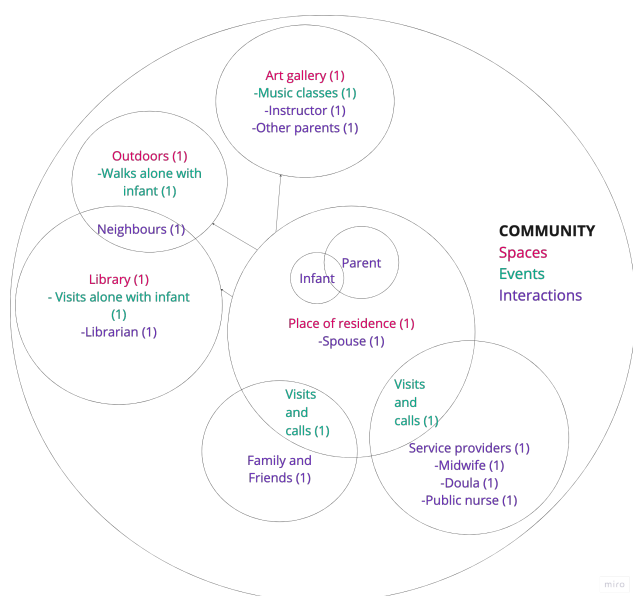 Art gallery (1)
-Music classes (1)
-Instructor (1)
-Other parents (1)
Outdoors (1)
-Walks alone with
infant (1)
Neighbours (1)
Library (1)
- Visits alone with infant
(1)
-Librarian (1)
COMMUNITY
Spaces
Events
Interactions
Parent
Infant
Place of residence (1)
-Spouse (1)
Visits
and
calls (1)
Family and
Friends (1)
Visits
and
calls (1)
Service providers (1)
-Midwife (1)
-Doula (1)
-Public nurse (1)
miro